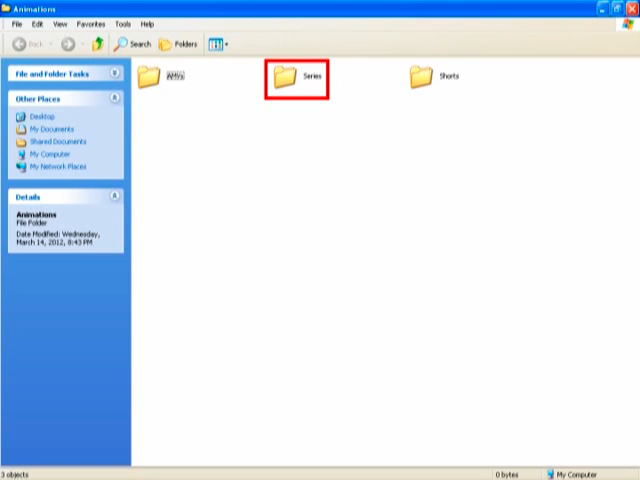 Animations
File Edit View Favorites Tools Help
Back Search Folders
File and Folder Tasks
Other Places
Desktop
My Documents
Shared Documents
My Computer
My Network Places
Details
Animations
File Folder
Date Modified: Wednesday,
March 14, 2012, 8:43 PM
AMVs
Series
Shorts
3 objects
0 bytes
My Computer